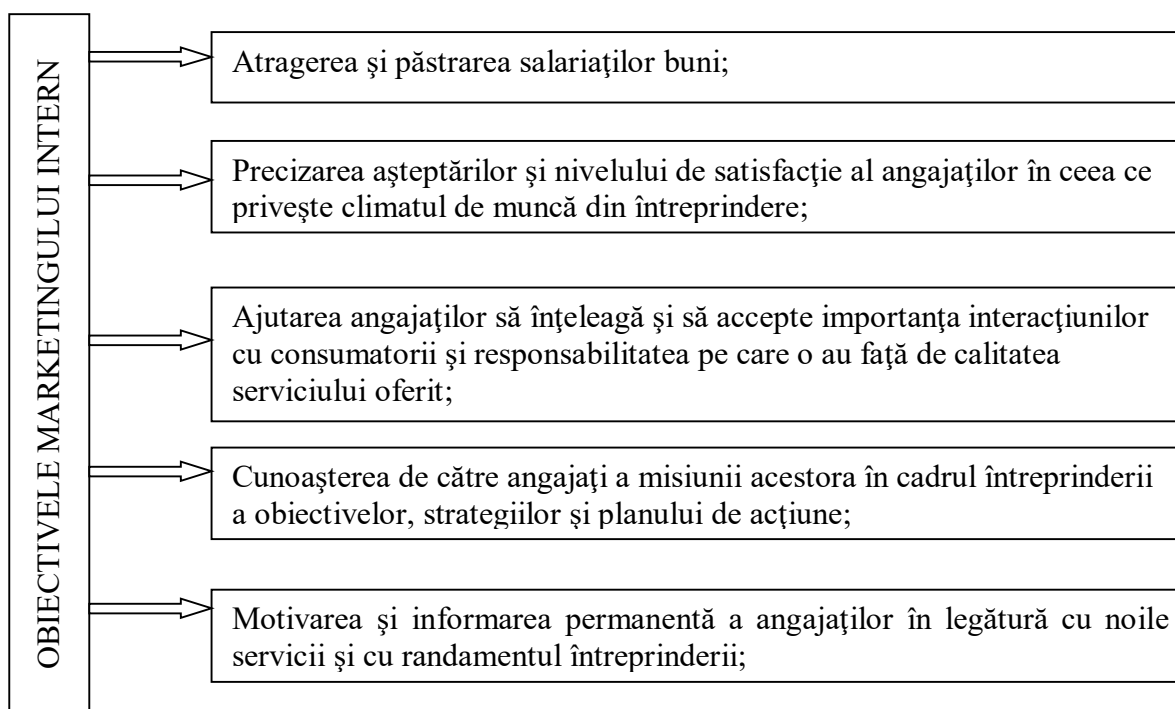 OBIECTIVELE MARKETINGULUI INTERN
Atragerea şi păstrarea salariaţilor buni;
Precizarea aşteptărilor şi nivelului de satisfacţie al angajaţilor în ceea ce
priveşte climatul de muncă din întreprindere;
Ajutarea angajaţilor să înţeleagă şi să accepte importanţa interacţiunilor
cu consumatorii şi responsabilitatea pe care o au faţă de calitatea
serviciului oferit;
Cunoaşterea de către angajaţi a misiunii acestora în cadrul întreprinderii
a obiectivelor, strategiilor şi planului de acţiune;
Motivarea şi informarea permanentă a angajaţilor în legătură cu noile
servicii şi cu randamentul întreprinderii;